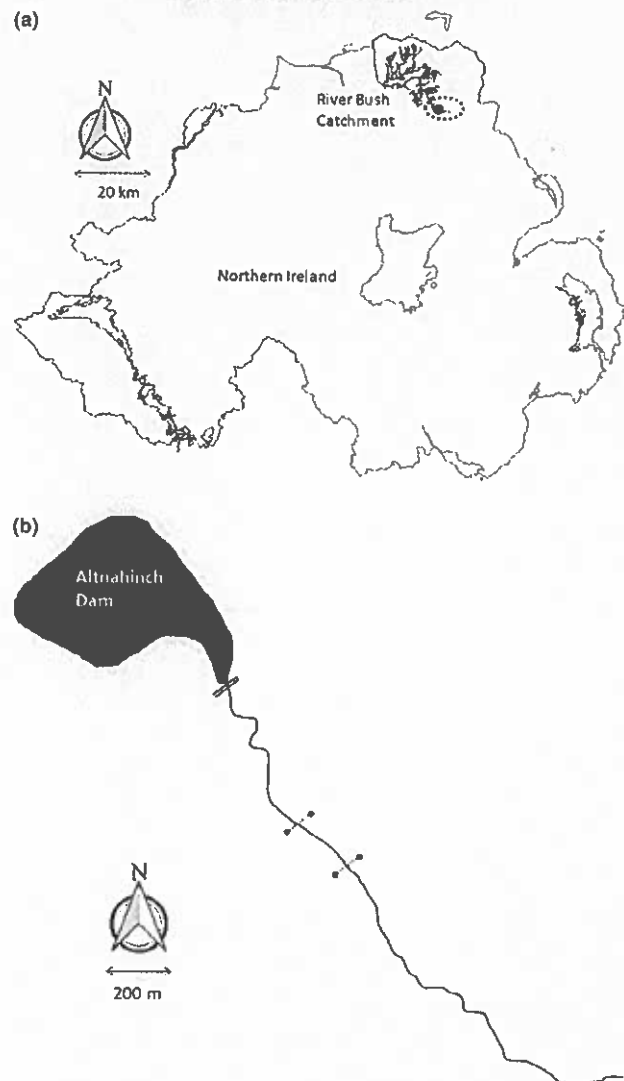 (a)
N
20 km
River Bush
Catchment
Northern Ireland
(b)
Altnahinch
Dam
N
200 m